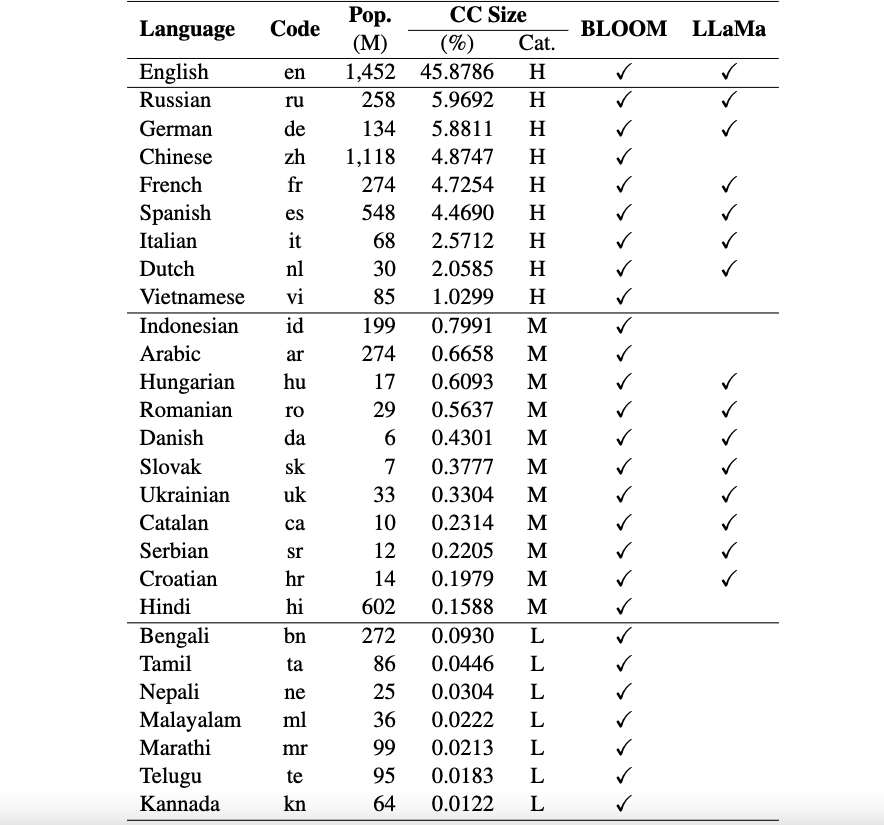 Language Code Pop. CC Size BLOOM LLaMa
(M) (%) Cat.
English en 1,452 45.8786 H ✓ ✓
Russian ru 258 5.9692 H ✓ ✓
German de 134 5.8811 H ✓ ✓
Chinese zh 1,118 4.8747 H ✓
French fr 274 4.7254 H ✓ ✓
Spanish es 548 4.4690 H ✓ ✓
Italian it 68 2.5712 H ✓ ✓
Dutch nl 30 2.0585 H ✓ ✓
Vietnamese vi 85 1.0299 H ✓
Indonesian id 199 0.7991 M ✓
Arabic ar 274 0.6658 M ✓
Hungarian hu 17 0.6093 M ✓ ✓
Romanian ro 29 0.5637 M ✓ ✓
Danish da 6 0.4301 M ✓ ✓
Slovak sk 7 0.3777 M ✓ ✓
Ukrainian uk 33 0.3304 M ✓ ✓
Catalan ca 10 0.2314 M ✓ ✓
Serbian sr 12 0.2205 M ✓ ✓
Croatian hr 14 0.1979 M ✓ ✓
Hindi hi 602 0.1588 M ✓
Bengali bn 272 0.0930 L ✓
Tamil ta 86 0.0446 L ✓
Nepali ne 25 0.0304 L ✓
Malayalam ml 36 0.0222 L ✓
Marathi mr 99 0.0213 L ✓
Telugu te 95 0.0183 L ✓
Kannada kn 64 0.0122 L ✓